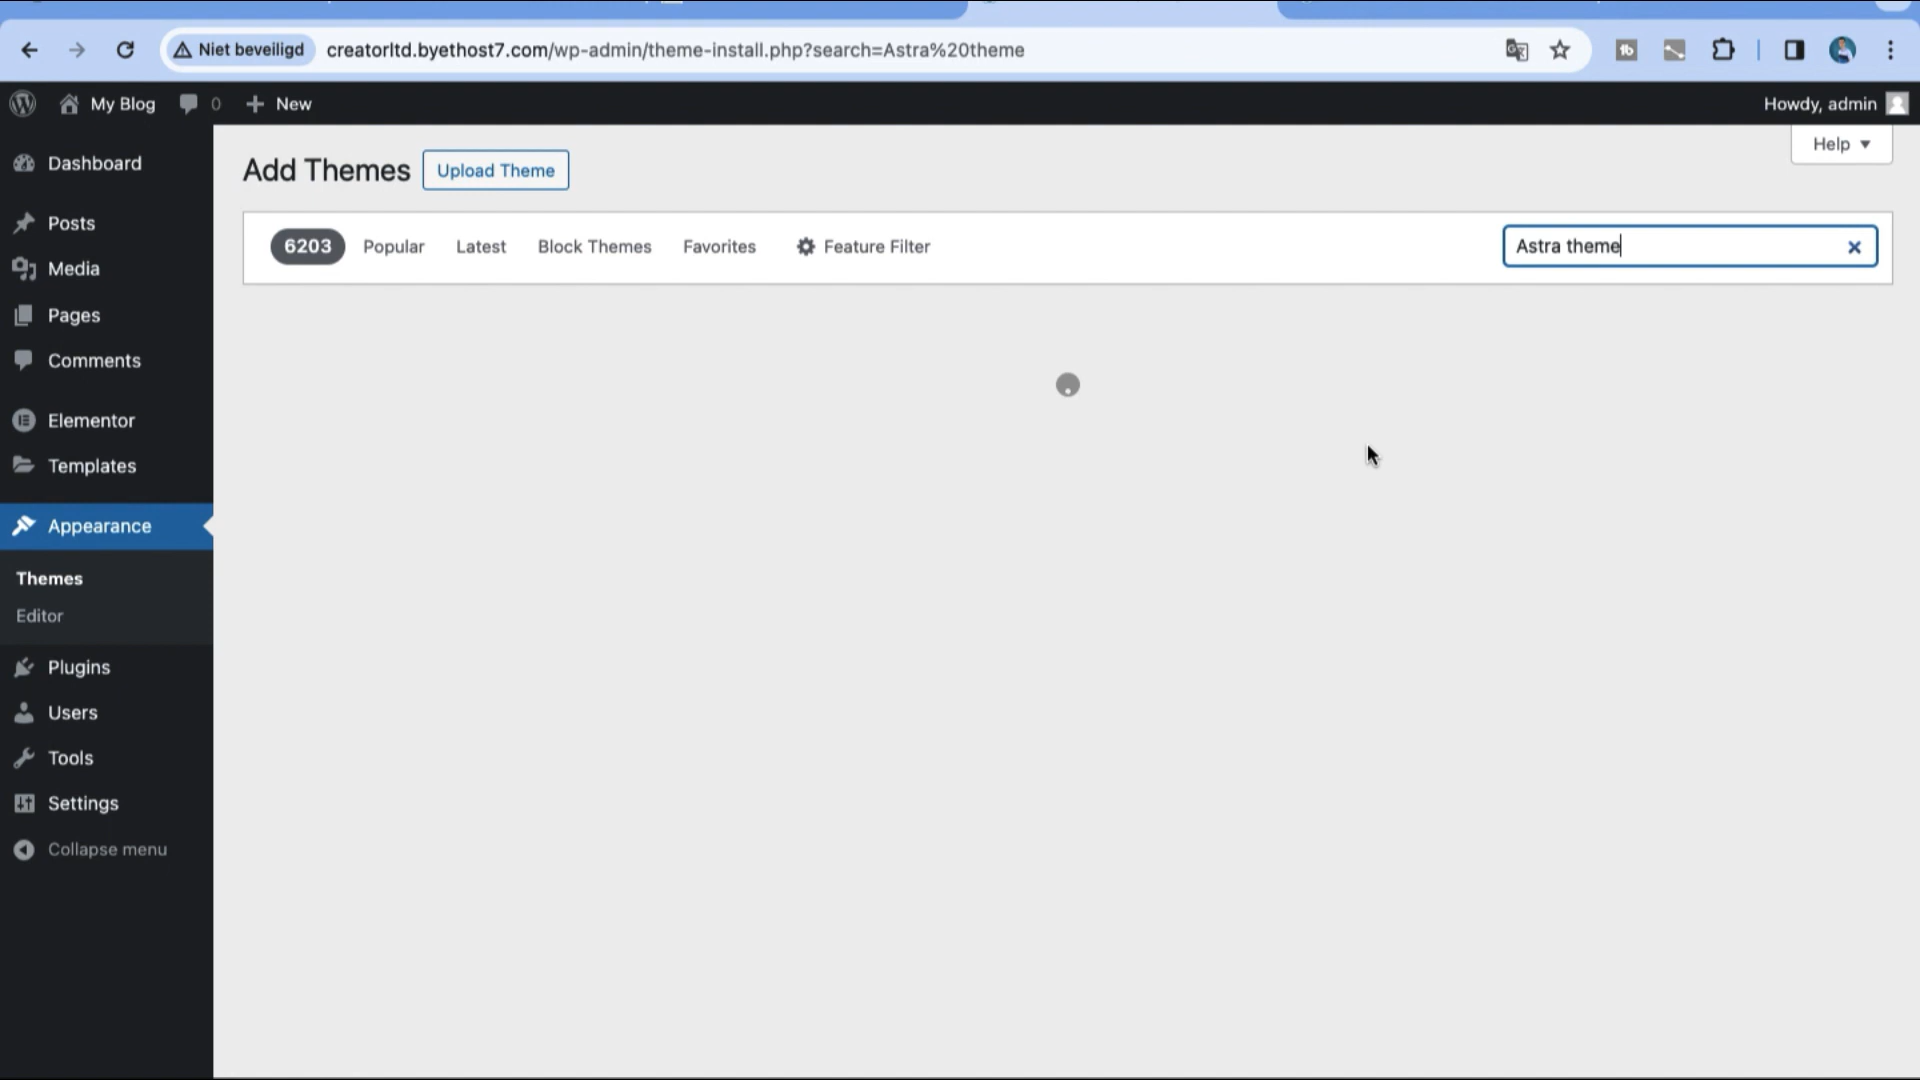 Niet beveiligd creatorltd.byethost7.com/wp-admin/theme-install.php?search=Astra%20theme
My Blog 0 New Howdy, admin
Help
Add Themes Upload Theme
6203 Popular Latest Block Themes Favorites Feature Filter Astra theme
Dashboard
Posts
Media
Pages
Comments
Elementor
Templates
Appearance
Themes
Editor
Plugins
Users
Tools
Settings
Collapse menu